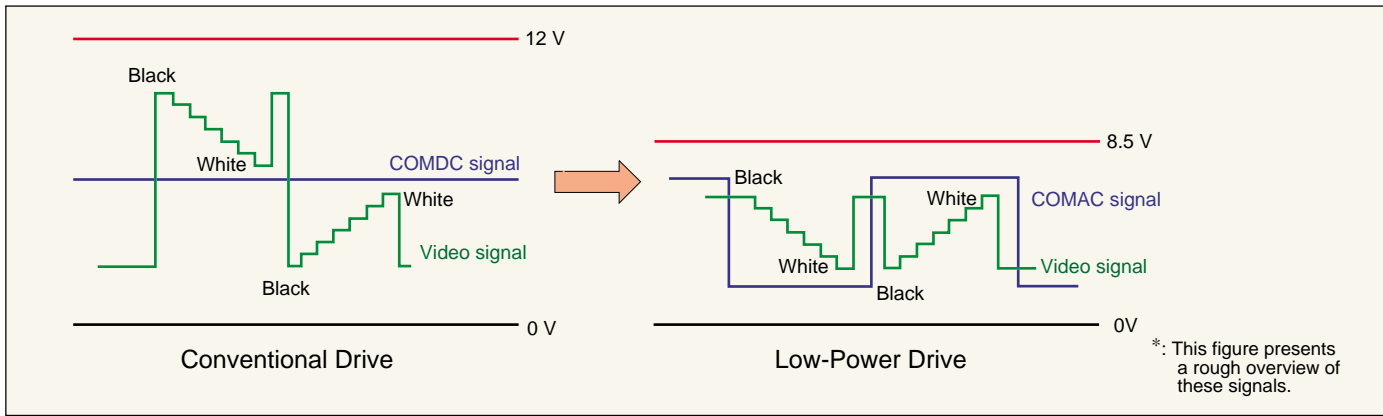 12 V
Black
White
COMDC signal
White
Video signal
Black
0 V
Conventional Drive
8.5 V
Black
White
COMAC signal
White
Video signal
Black
0V
Low-Power Drive
*: This figure presents
a rough overview of
these signals.